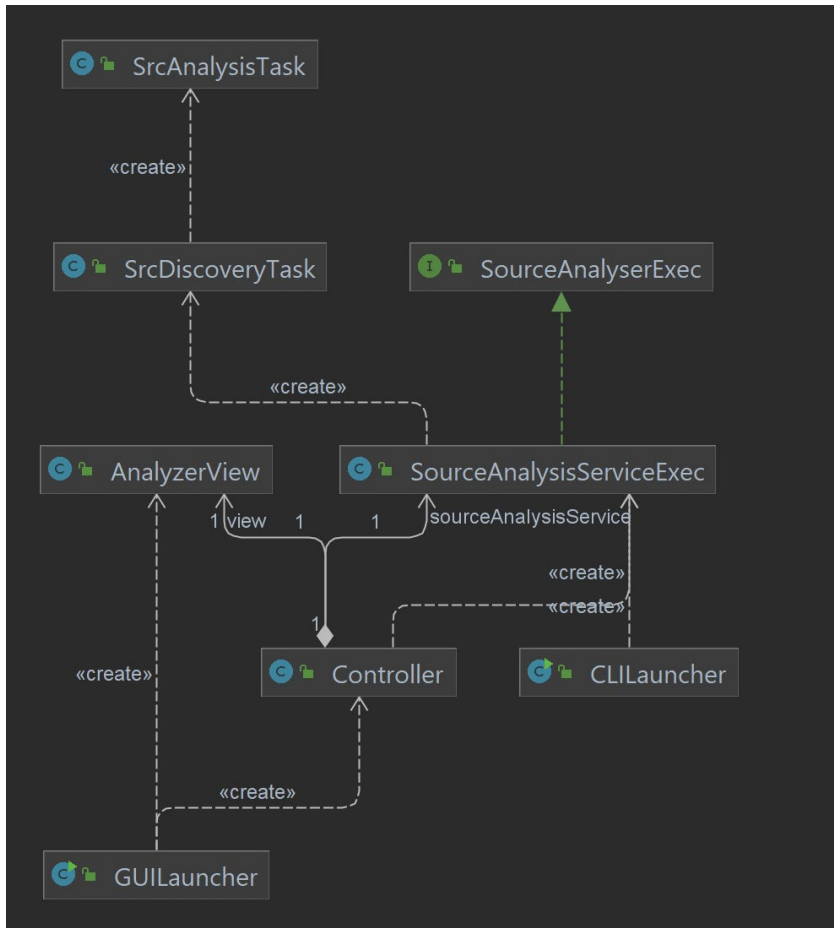 SrcAnalysisTask
«create»
SrcDiscoveryTask
SourceAnalyserExec
«create»
AnalyzerView
SourceAnalysisServiceExec
1 view 1 1 sourceAnalysisService
«create»
«create»
1
Controller
CLILauncher
«create»
«create»
GUILauncher